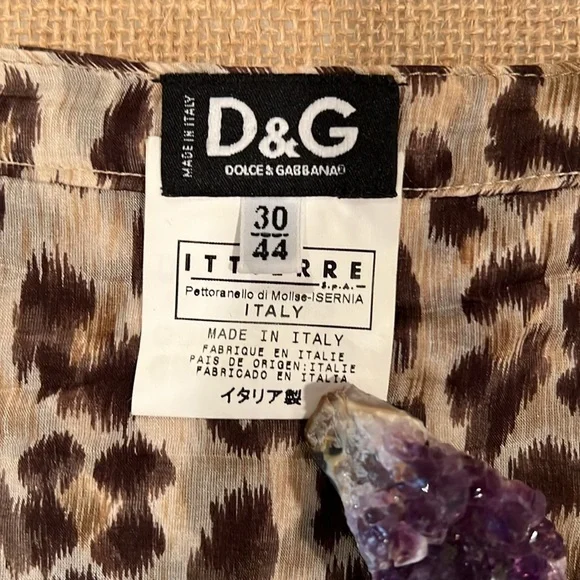 MADE IN ITALY
D&G
DOLCE & GABBANA
30
44
S.p.A.
Pettoranello di Molise-ISERNIA
ITALY
MADE IN ITALY
FABRIQUE EN ITALIE
PAIS DE ORIGEN:ITALIE
FABRICADO EN ITALIA
イタリア製